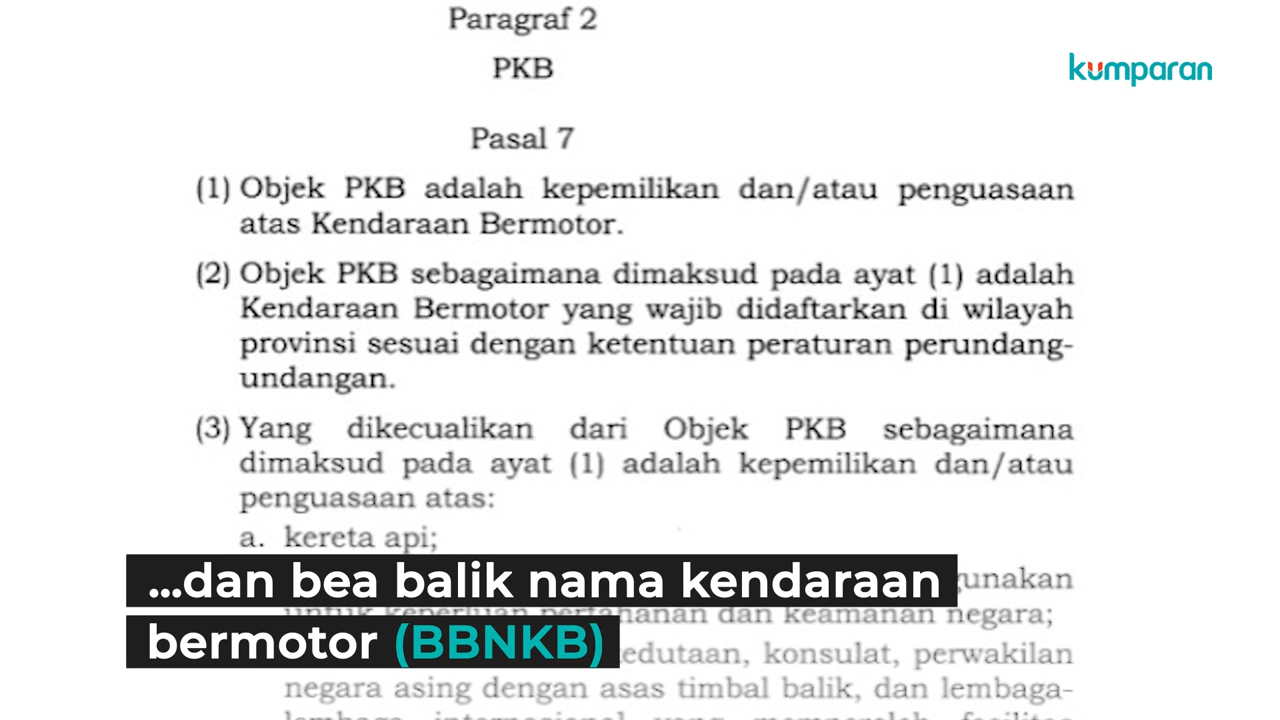 Paragraf 2
PKB
kumparan
Pasal 7
(1) Objek PKB adalah kepemilikan dan/atau penguasaan
atas Kendaraan Bermotor.
(2) Objek PKB sebagaimana dimaksud pada ayat (1) adalah
Kendaraan Bermotor yang wajib didaftarkan di wilayah
provinsi sesuai dengan ketentuan peraturan perundang-
undangan.
(3) Yang dikecualikan dari Objek PKB sebagaimana
dimaksud pada ayat (1) adalah kepemilikan dan/atau
penguasaan atas:
a. kereta api;
...dan bea balik nama kendaraan
bermotor (BBNKB)
untuk keperluan pertahanan dan keamanan negara;
konsulat, perwakilan
negara asing dengan asas timbal balik, dan lembaga-